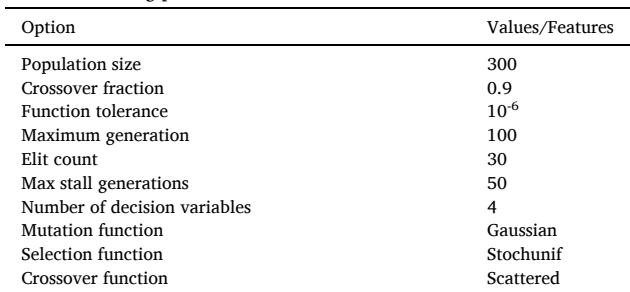 Option Values/Features
Population size 300
Crossover fraction 0.9
Function tolerance 10-6
Maximum generation 100
Elit count 30
Max stall generations 50
Number of decision variables 4
Mutation function Gaussian
Selection function Stochunif
Crossover function Scattered